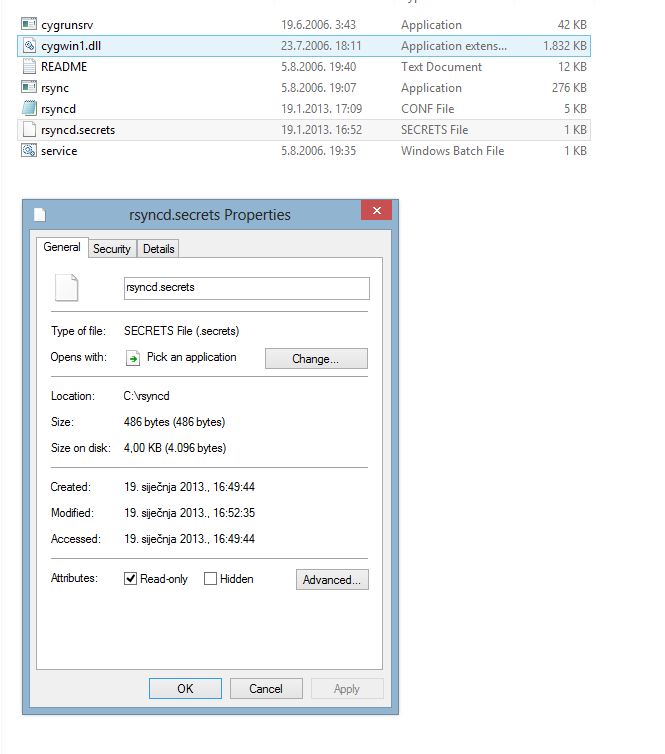 cygrunsrv 19.6.2006. 3:43 Application 42 KB
cygwin1.dll 23.7.2006. 18:11 Application extens... 1.832 KB
README 5.8.2006. 19:40 Text Document 12 KB
rsync 5.8.2006. 19:07 Application 276 KB
rsyncd 19.1.2013. 17:09 CONF File 5 KB
rsyncd.secrets 19.1.2013. 16:52 SECRETS File 1 KB
service 5.8.2006. 19:35 Windows Batch File 1 KB
rsyncd.secrets Properties
General Security Details
rsyncd.secrets
Type of file: SECRETS File (.secrets)
Opens with: Pick an application Change...
Location: C:\rsyncd
Size: 486 bytes (486 bytes)
Size on disk: 4,00 KB (4.096 bytes)
Created: 19. siječnja 2013., 16:49:44
Modified: 19. siječnja 2013., 16:52:35
Accessed: 19. siječnja 2013., 16:49:44
Attributes: Read-only Hidden Advanced...
OK Cancel Apply